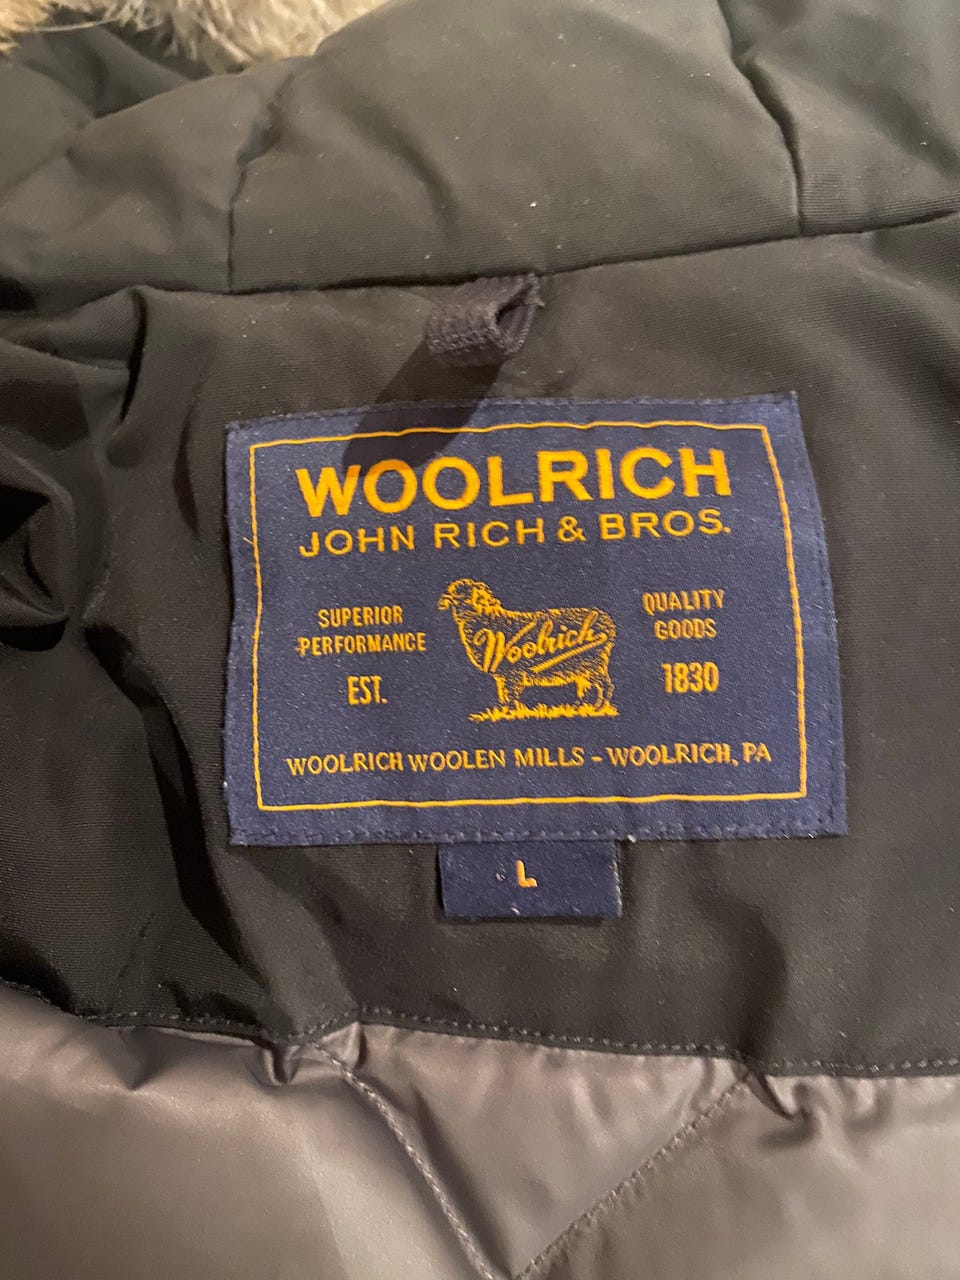 WOOLRICH
JOHN RICH & BROS.
SUPERIOR
PERFORMANCE
EST.
Woolrich
QUALITY
GOODS
1830
WOOLRICH WOOLEN MILLS - WOOLRICH, PA
L